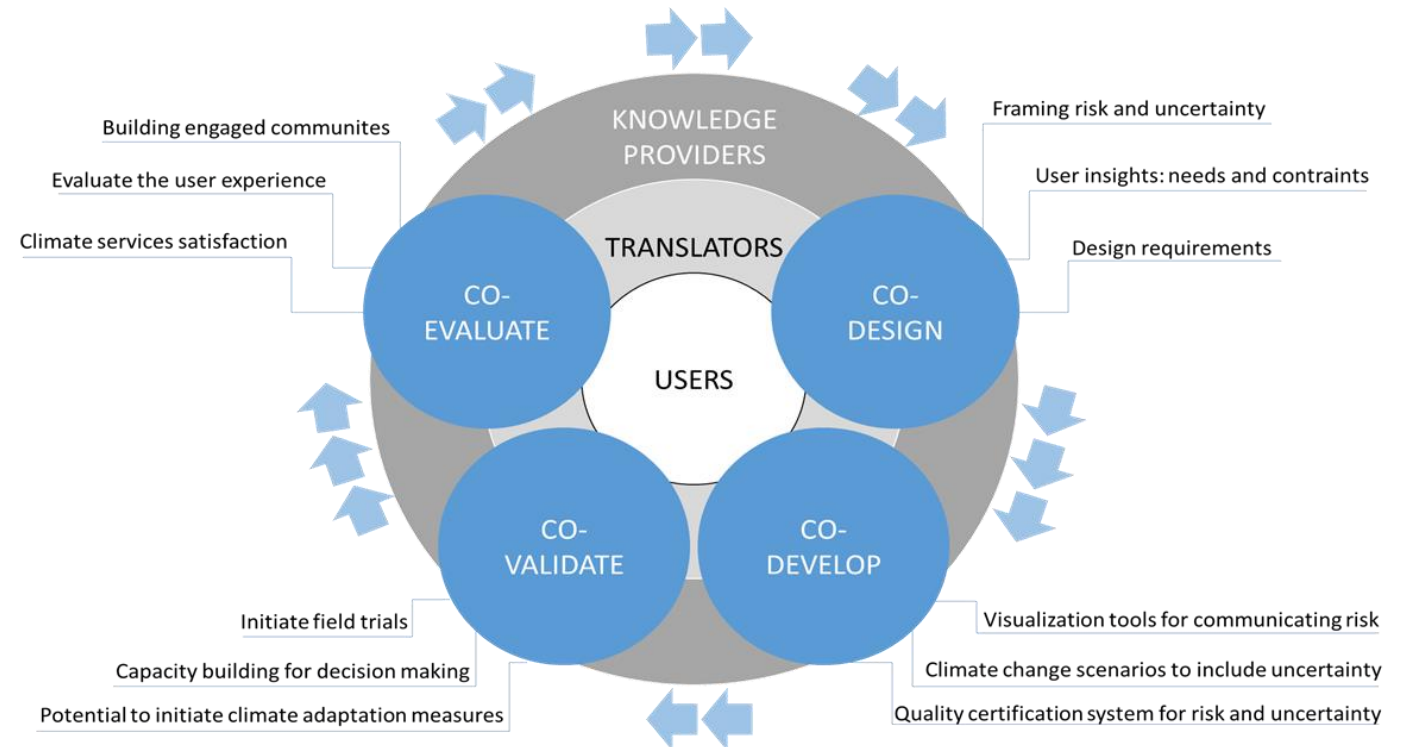 KNOWLEDGE
PROVIDERS
TRANSLATORS
USERS
CO-
EVALUATE
CO-
DESIGN
CO-
VALIDATE
CO-
DEVELOP
Building engaged communites
Evaluate the user experience
Climate services satisfaction
Framing risk and uncertainty
User insights: needs and contraints
Design requirements
Initiate field trials
Capacity building for decision making
Potential to initiate climate adaptation measures
Visualization tools for communicating risk
Climate change scenarios to include uncertainty
Quality certification system for risk and uncertainty